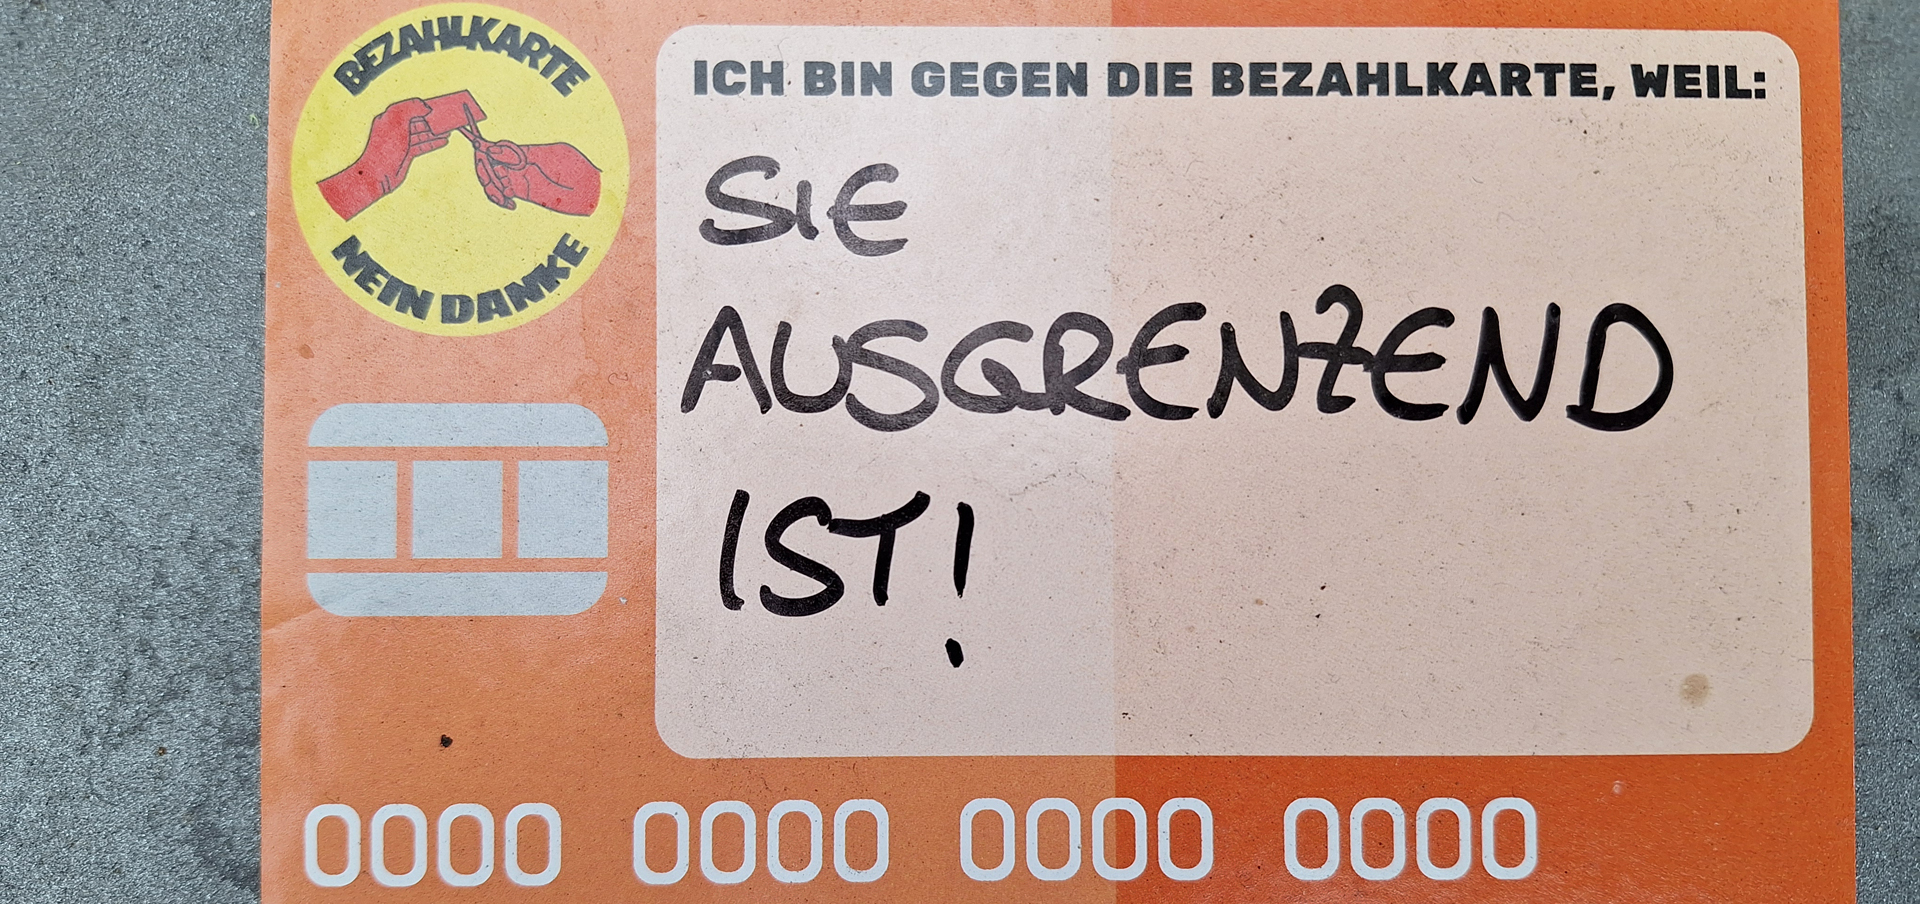 BEZAHLKARTE
NEIN DANKE
ICH BIN GEGEN DIE BEZAHLKARTE, WEIL:
SIE
AUSGRENZEND
IST!
0000 0000 0000 0000